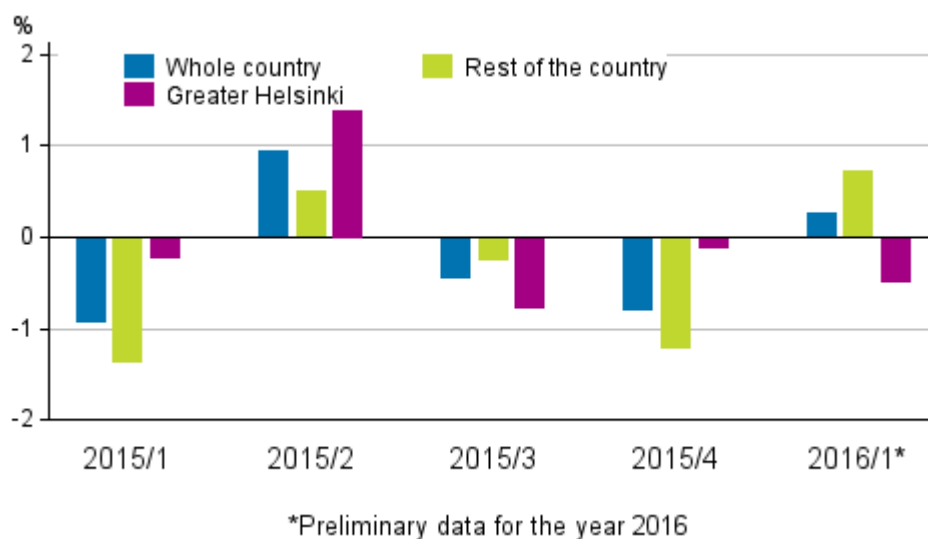 %
2
Whole country
Rest of the country
Greater Helsinki
1
0
-1
-2
2015/1 2015/2 2015/3 2015/4 2016/1*
*Preliminary data for the year 2016